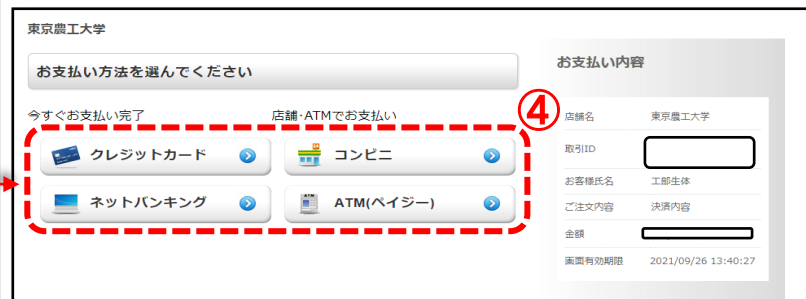 東京農工大学
お支払い方法を選んでください
今すぐお支払い完了 店舗・ATMでお支払い
クレジットカード コンビニ
ネットバンキング ATM(ペイジー)
④
お支払い内容
店舗名 東京農工大学
取引ID
お客様氏名 工部生体
ご注文内容 決済内容
金額
画面有効期限 2021/09/26 13:40:27